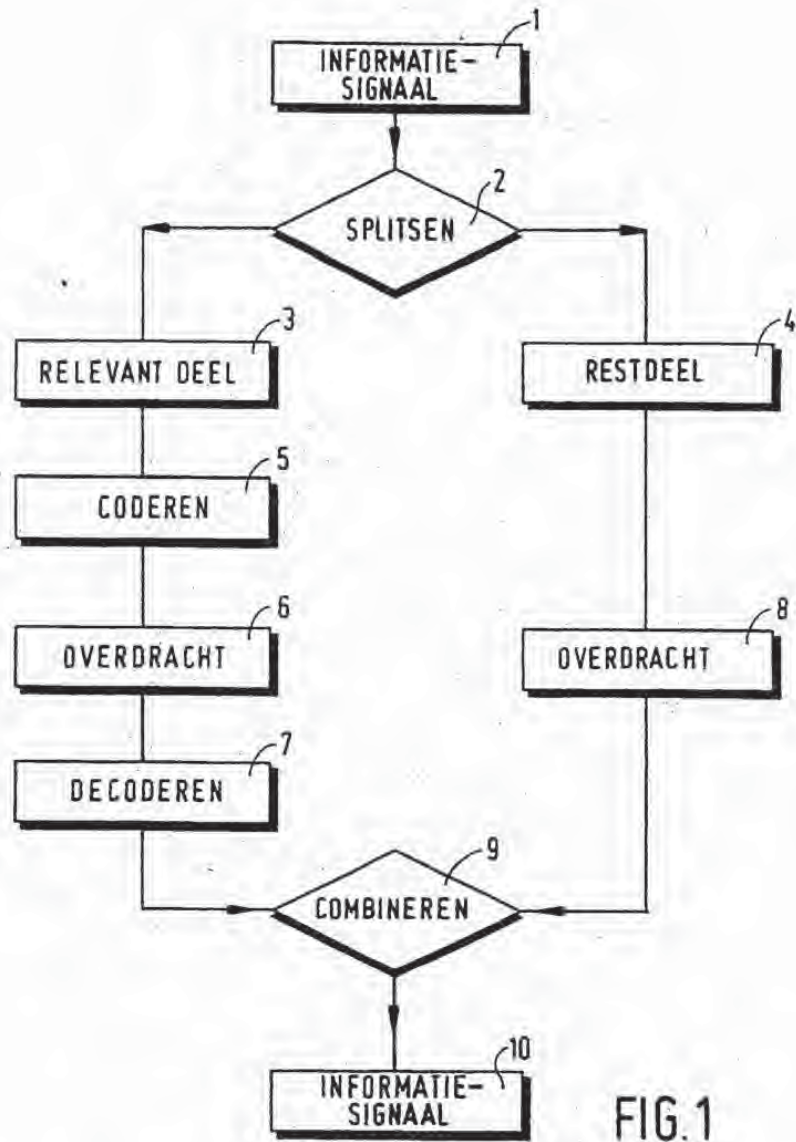 1
INFORMATIE-
SIGNAAL
2
SPLITSEN
3
RELEVANT DEEL
4
RESTDEEL
5
CODEREN
6
OVERDRACHT
8
OVERDRACHT
7
DECODEREN
9
COMBINEREN
10
INFORMATIE-
SIGNAAL
FIG.1